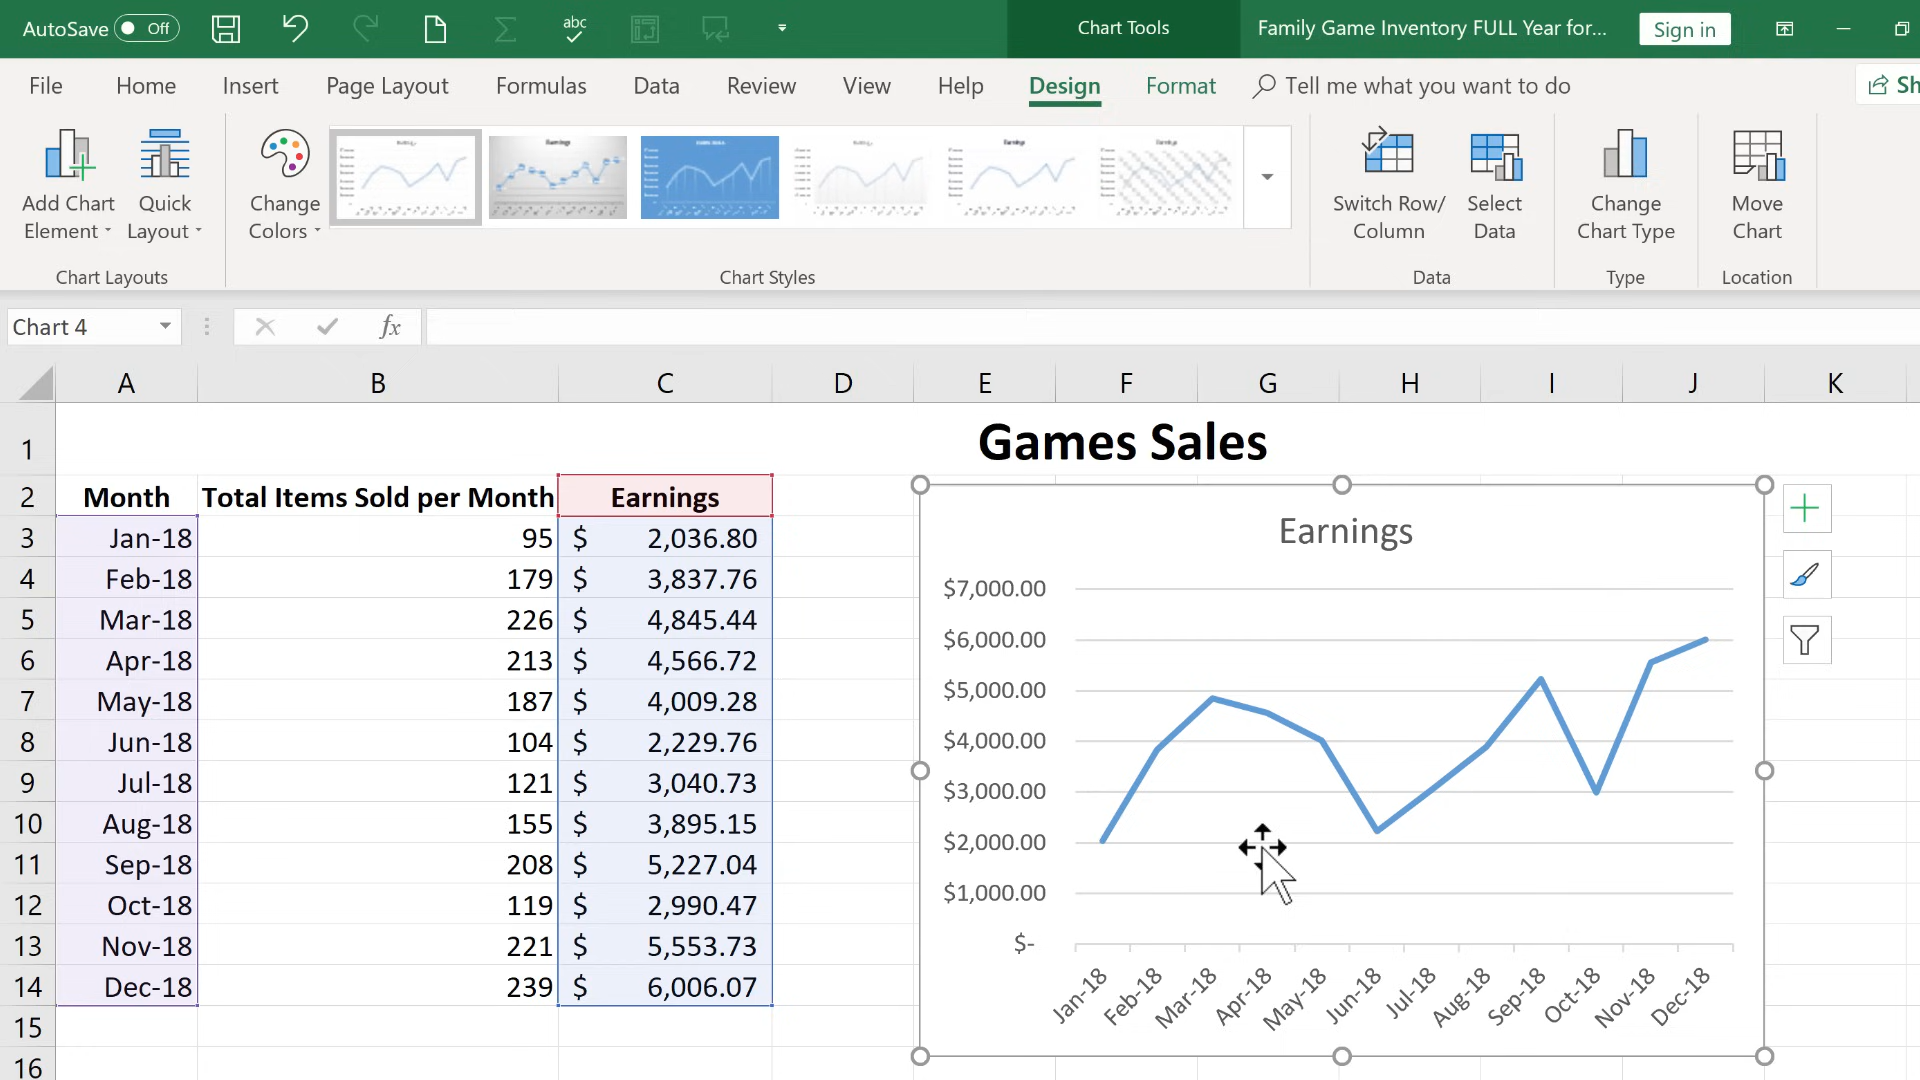 AutoSave Off abc Chart Tools Family Game Inventory FULL Year for... Sign in
File Home Insert Page Layout Formulas Data Review View Help Design Format Tell me what you want to do Sh
Add Chart Element Quick Layout Change Colors Switch Row/ Column Select Data Change Chart Type Move Chart
Chart Layouts Chart Styles Data Type Location
Chart 4 fx
A B C D E F G H I J K
1 Games Sales
2 Month Total Items Sold per Month Earnings
3 Jan-18 95 $ 2,036.80
4 Feb-18 179 $ 3,837.76
5 Mar-18 226 $ 4,845.44
6 Apr-18 213 $ 4,566.72
7 May-18 187 $ 4,009.28
8 Jun-18 104 $ 2,229.76
9 Jul-18 121 $ 3,040.73
10 Aug-18 155 $ 3,895.15
11 Sep-18 208 $ 5,227.04
12 Oct-18 119 $ 2,990.47
13 Nov-18 221 $ 5,553.73
14 Dec-18 239 $ 6,006.07
15
16
Earnings
$7,000.00
$6,000.00
$5,000.00
$4,000.00
$3,000.00
$2,000.00
$1,000.00
$-
Jan-18 Feb-18 Mar-18 Apr-18 May-18 Jun-18 Jul-18 Aug-18 Sep-18 Oct-18 Nov-18 Dec-18